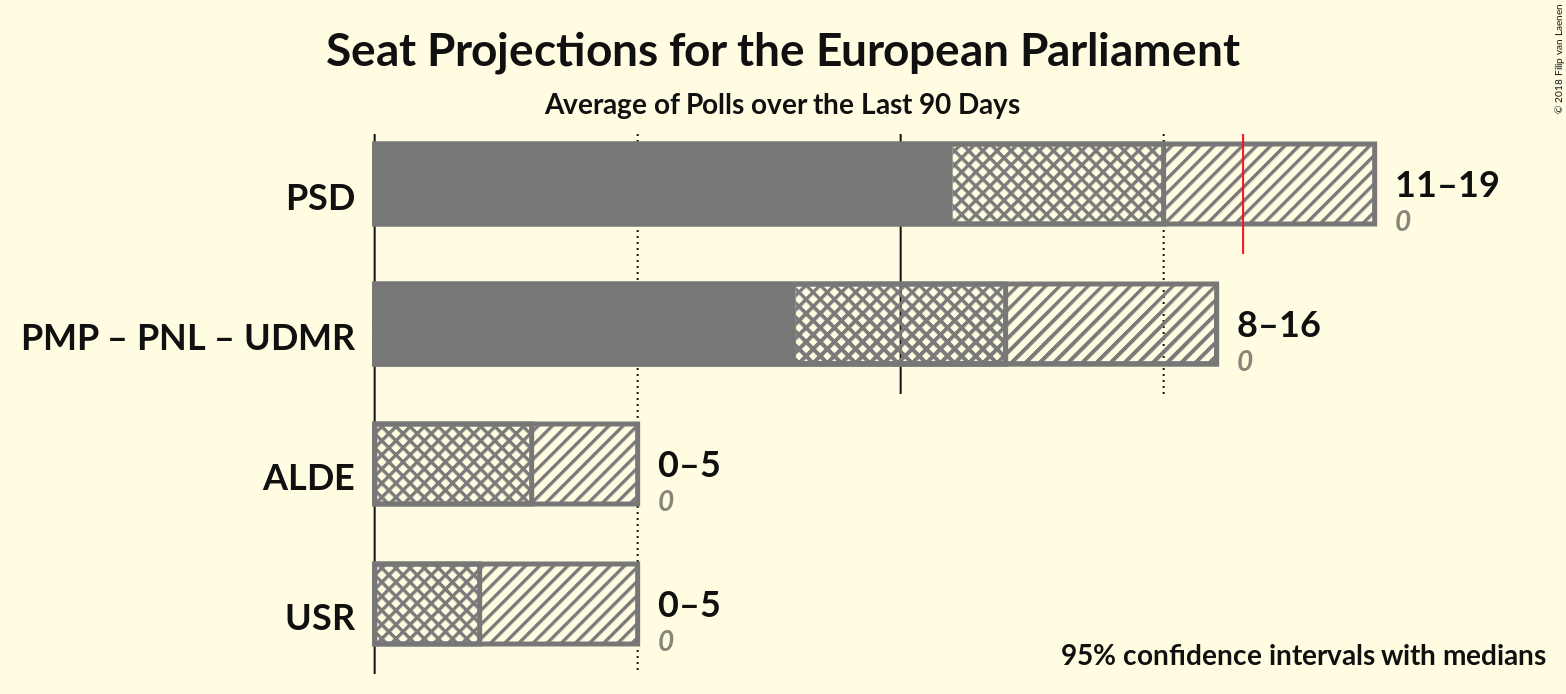 Seat Projections for the European Parliament
Average of Polls over the Last 90 Days
© 2018 Filip van Laenen
PSD
11–19
0
PMP – PNL – UDMR
8–16
0
ALDE
0–5
0
USR
0–5
0
95% confidence intervals with medians